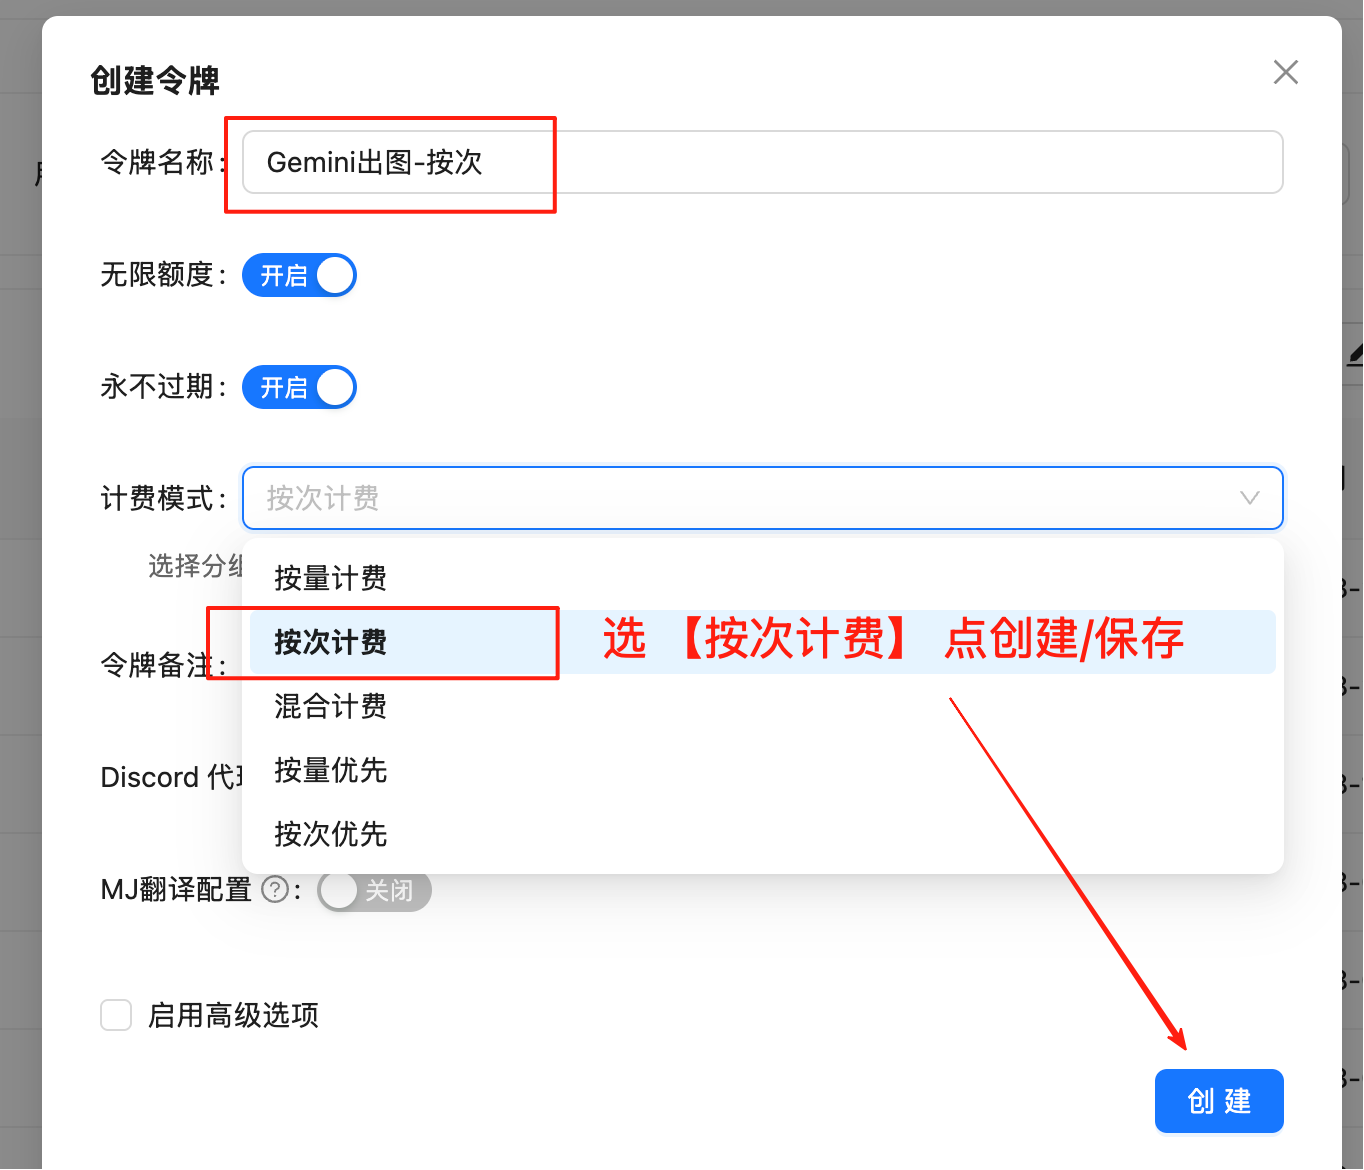 创建令牌
令牌名称: Gemini出图-按次
无限额度: 开启
永不过期: 开启
计费模式: 按次计费
选择分组
按量计费
按次计费 选【按次计费】点创建/保存
令牌备注:
混合计费
Discord 代理
按量优先
按次优先
MJ翻译配置 ?: 关闭
启用高级选项
创建